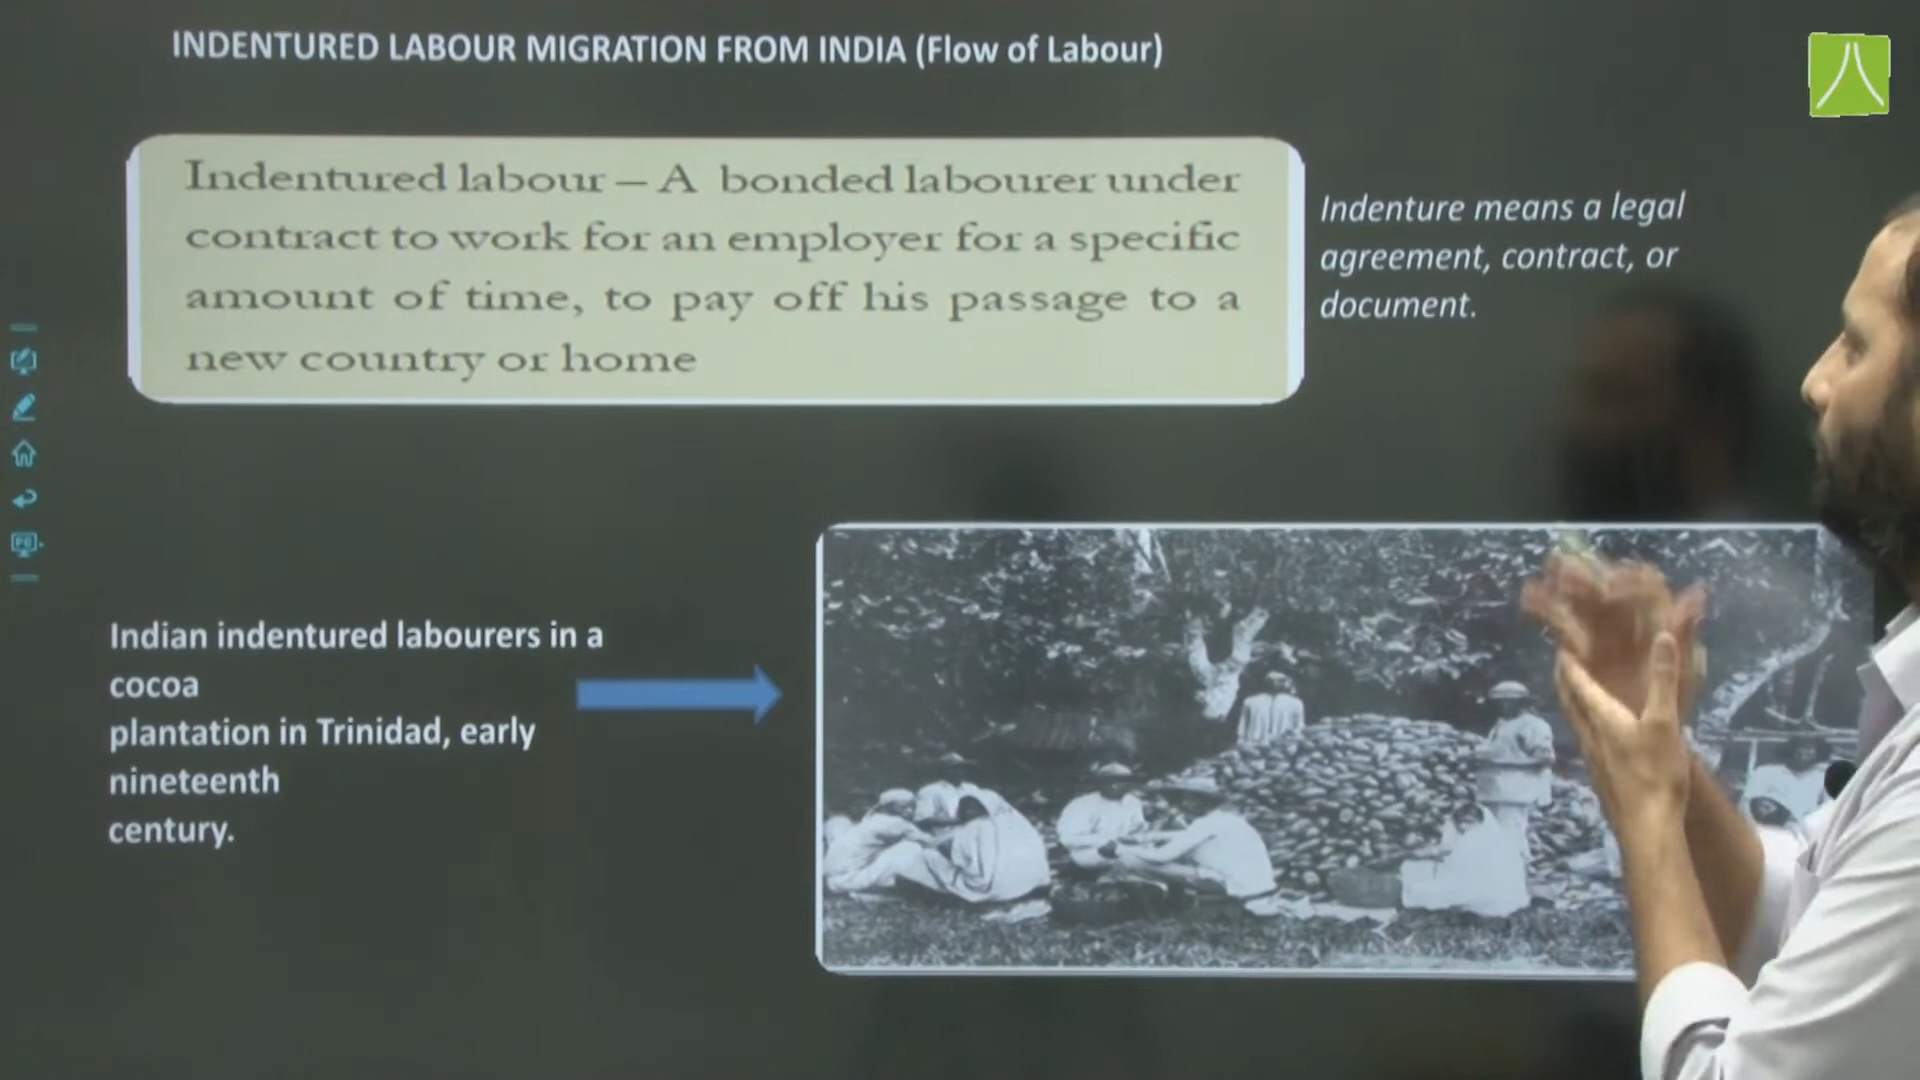 INDENTURED LABOUR MIGRATION FROM INDIA (Flow of Labour)
Indentured labour – A bonded labourer under
contract to work for an employer for a specific
amount of time, to pay off his passage to a
new country or home
Indenture means a legal
agreement, contract, or
document.
Indian indentured labourers in a
cocoa
plantation in Trinidad, early
nineteenth
century.